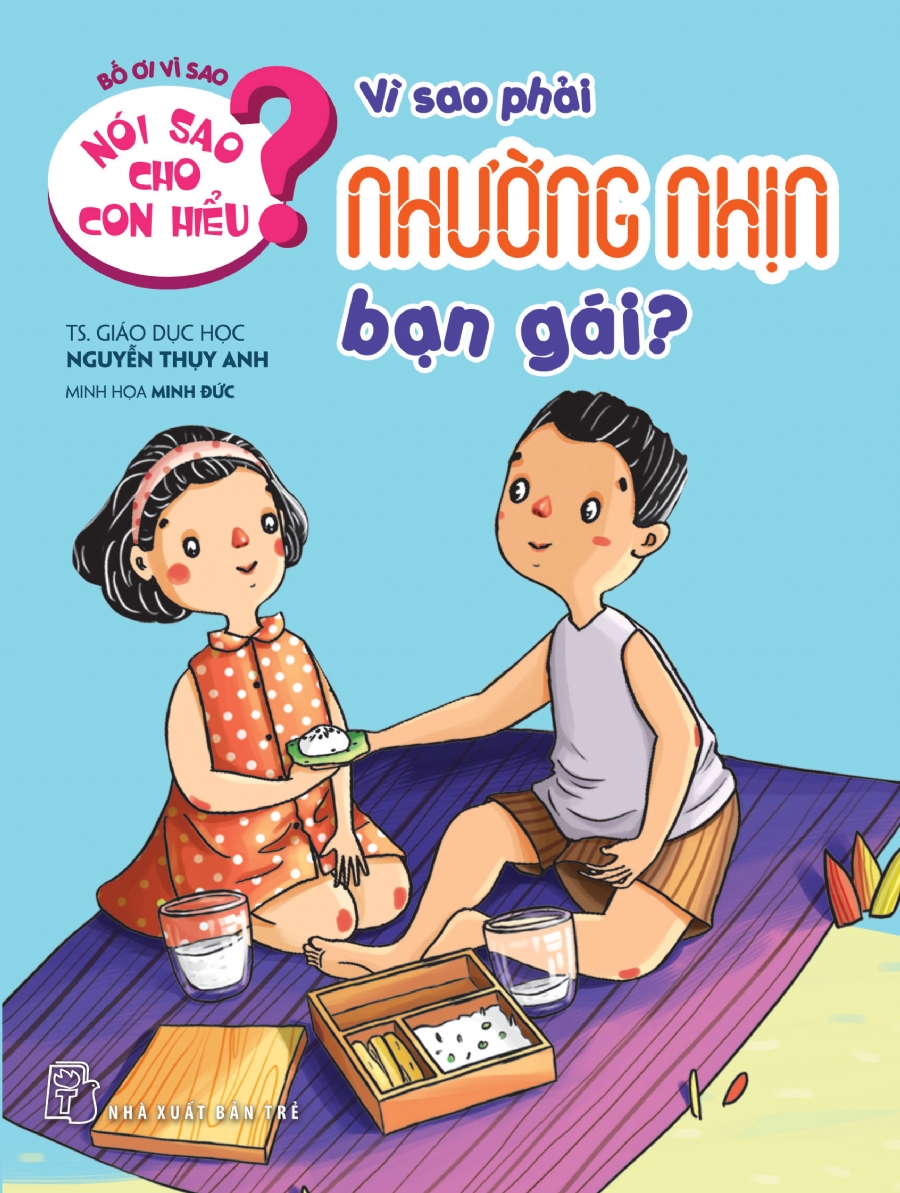 BỐ ƠI VÌ SAO
NÓI SAO
CHO
CON HIỂU
?
Vì sao phải
NHƯỜNG NHỊN
bạn gái?
TS. GIÁO DỤC HỌC
NGUYỄN THỤY ANH
MINH HỌA MINH ĐỨC
T
NHÀ XUẤT BẢN TRẺ